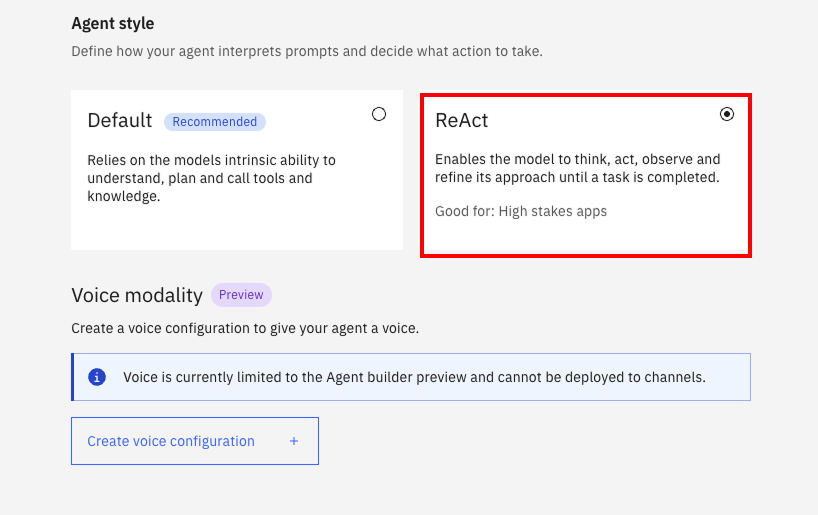 Agent style
Define how your agent interprets prompts and decide what action to take.
Default Recommended
Relies on the models intrinsic ability to
understand, plan and call tools and
knowledge.
ReAct
Enables the model to think, act, observe and
refine its approach until a task is completed.
Good for: High stakes apps
Voice modality Preview
Create a voice configuration to give your agent a voice.
Voice is currently limited to the Agent builder preview and cannot be deployed to channels.
Create voice configuration +